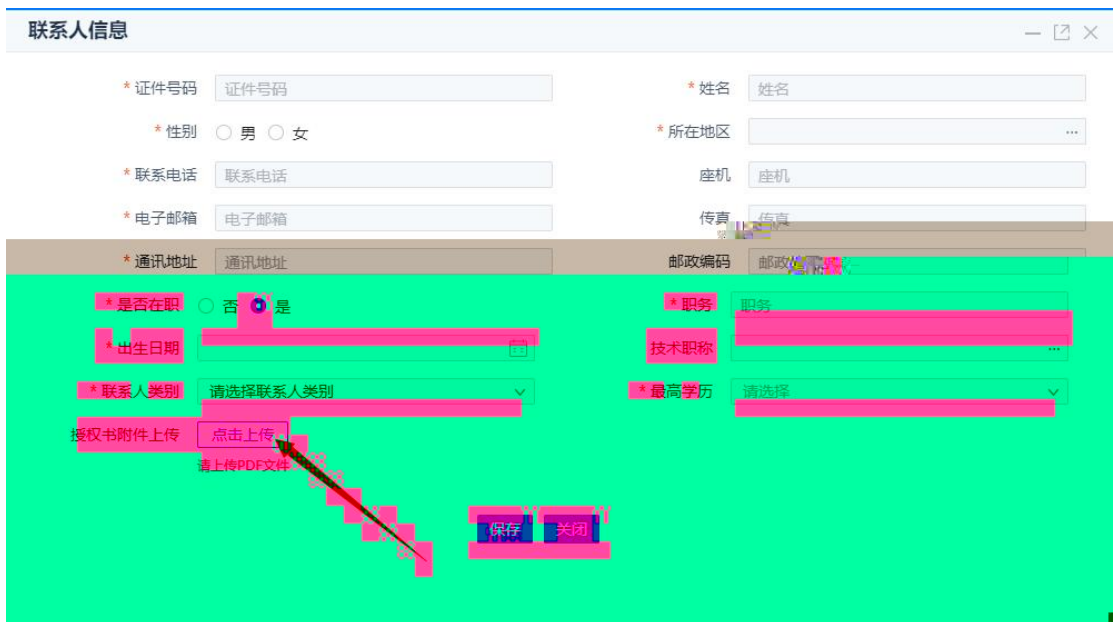 联系人信息
* 证件号码 证件号码 * 姓名 姓名
* 性别 男 女 * 所在地区 ...
* 联系电话 联系电话 座机 座机
* 电子邮箱 电子邮箱 传真 传真
* 通讯地址 通讯地址 邮政编码 邮政
* 是否在职 否 是 * 职务 职务
* 出生日期 技术职称 ...
* 联系人类别 请选择联系人类别 * 最高学历 请选择
授权书附件上传 点击上传
请上传PDF文件
保存 关闭